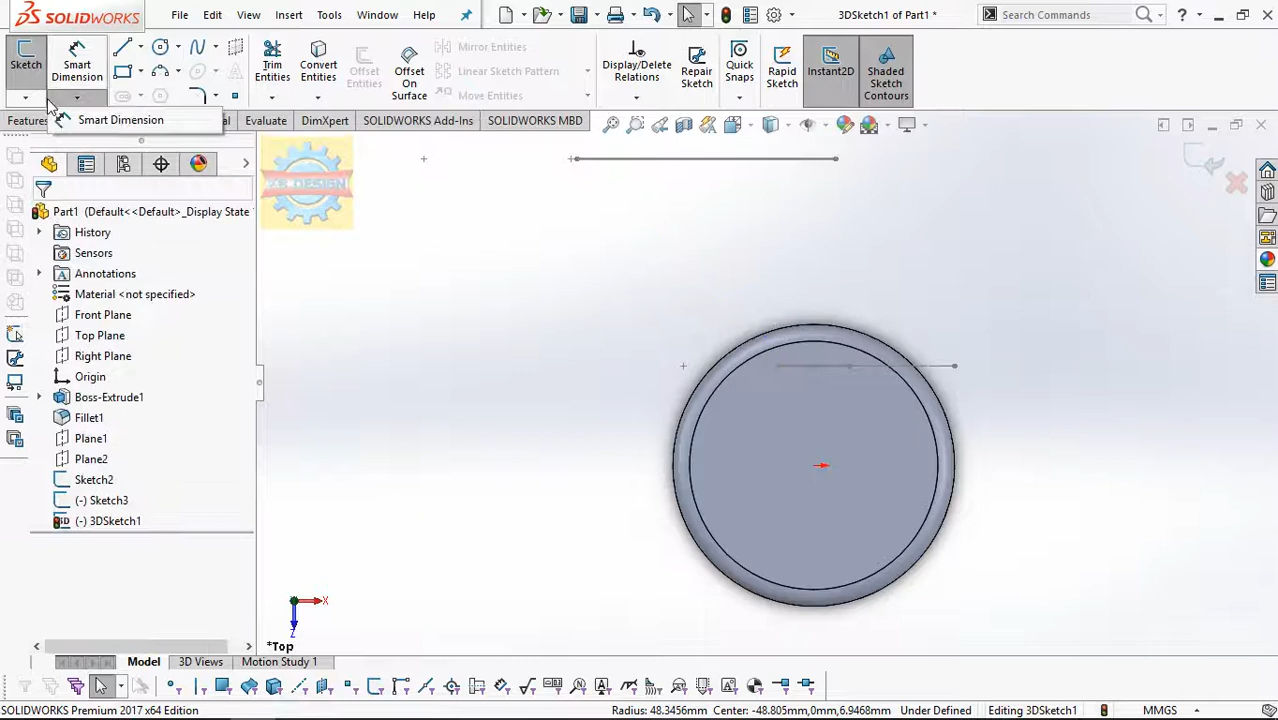 SOLIDWORKS
File
Edit
View
Insert
Tools
Window
Help
3DSketch1 of Part1 *
Search Commands
Sketch
Smart
Dimension
Trim
Entities
Convert
Entities
Offset
Entities
Offset
On
Surface
Mirror Entities
Linear Sketch Pattern
Move Entities
Display/Delete
Relations
Repair
Sketch
Quick
Snaps
Rapid
Sketch
Instant2D
Shaded
Sketch
Contours
Smart Dimension
Evaluate
DimXpert
SOLIDWORKS Add-Ins
SOLIDWORKS MBD
Part1 (Default<<Default>_Display State
History
Sensors
Annotations
Material <not specified>
Front Plane
Top Plane
Right Plane
Origin
Boss-Extrude1
Fillet1
Plane1
Plane2
Sketch2
(-) Sketch3
3D (-) 3DSketch1
X
Z
*Top
Model
3D Views
Motion Study 1
SOLIDWORKS Premium 2017 x64 Edition
Radius: 48.3456mm
Center: -48.805mm,0mm,6.9468mm
Under Defined
Editing 3DSketch1
MMGS